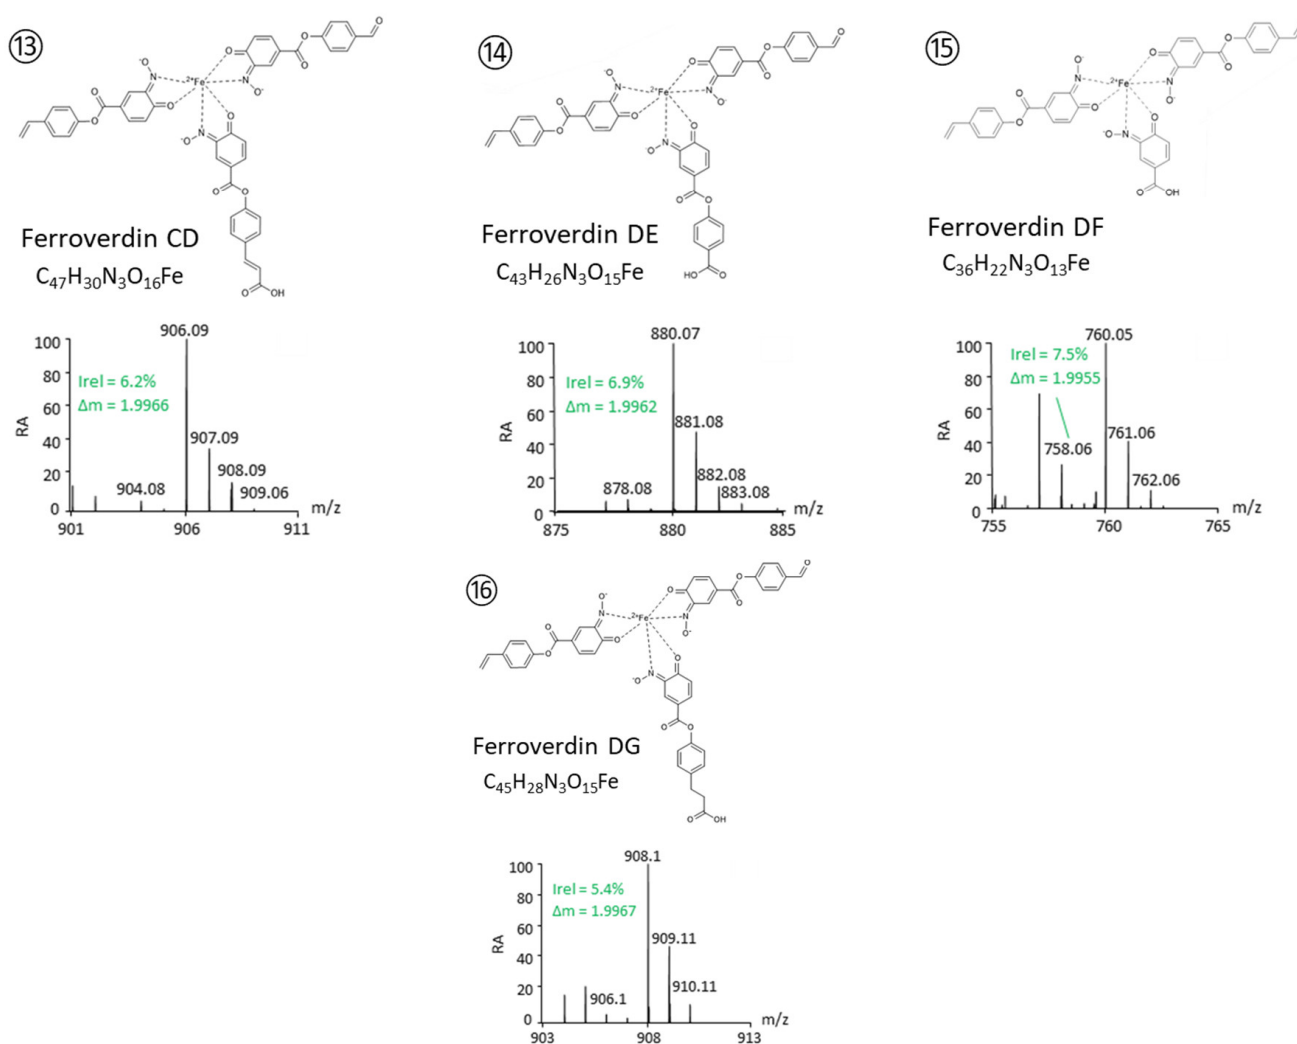 ⑬
Ferroverdin CD
C₄₇H₃₀N₃O₁₆Fe
906.09
Irel = 6.2%
Δm = 1.9966
907.09
908.09
904.08
909.06
100
80
60
40
20
0
RA
901
906
911
m/z
⑭
Ferroverdin DE
C₄₃H₂₆N₃O₁₅Fe
880.07
Irel = 6.9%
Δm = 1.9962
881.08
882.08
878.08
883.08
100
80
60
40
20
0
RA
875
880
885
m/z
⑮
Ferroverdin DF
C₃₆H₂₂N₃O₁₃Fe
760.05
Irel = 7.5%
Δm = 1.9955
758.06
761.06
762.06
100
80
60
40
20
0
RA
755
760
765
m/z
⑯
Ferroverdin DG
C₄₅H₂₈N₃O₁₅Fe
908.1
Irel = 5.4%
Δm = 1.9967
909.11
906.1
910.11
100
80
60
40
20
0
RA
903
908
913
m/z